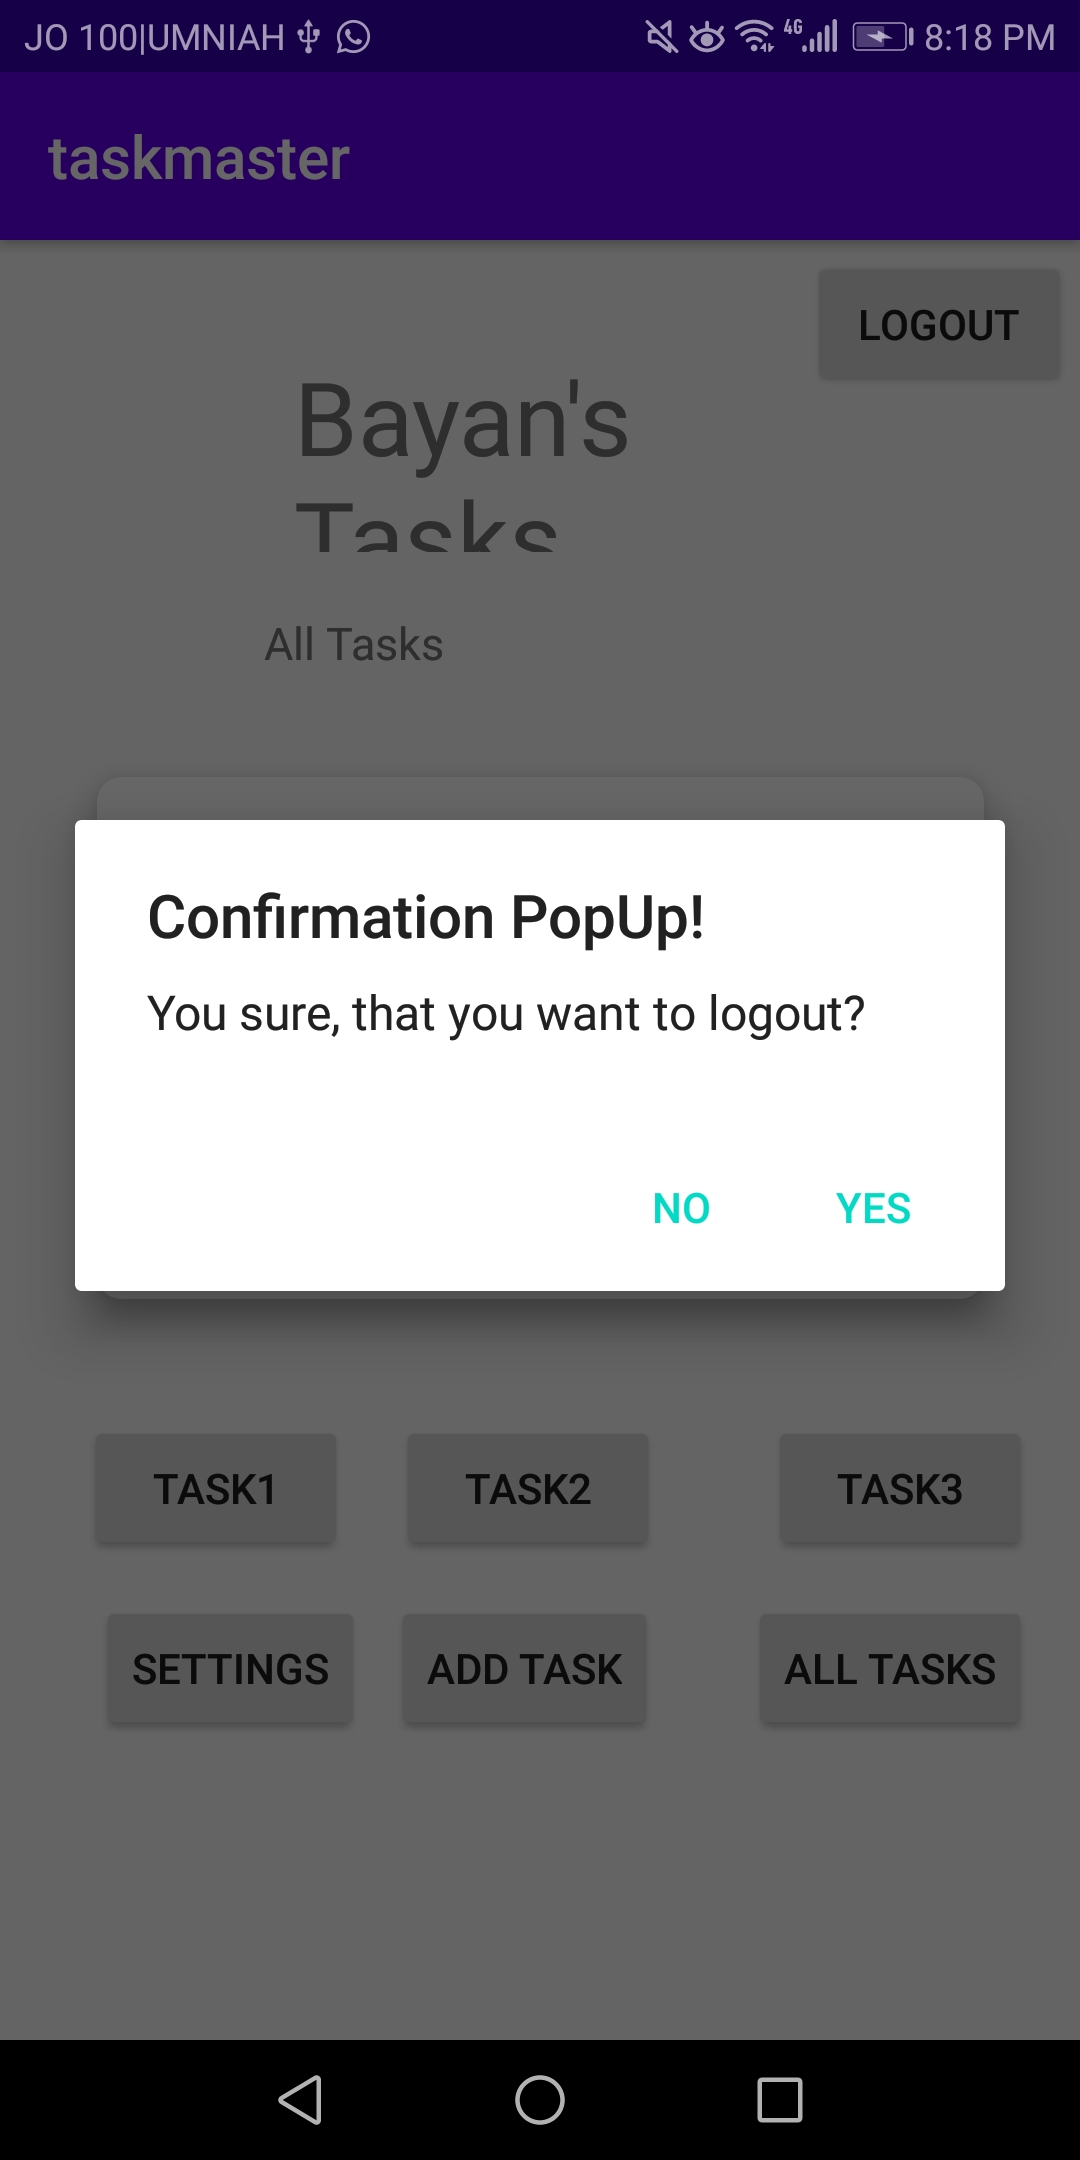 JO 100|UMNIAH 4G 8:18 PM
taskmaster
LOGOUT
Bayan's
Tasks
All Tasks
Confirmation PopUp!
You sure, that you want to logout?
NO YES
TASK1 TASK2 TASK3
SETTINGS ADD TASK ALL TASKS